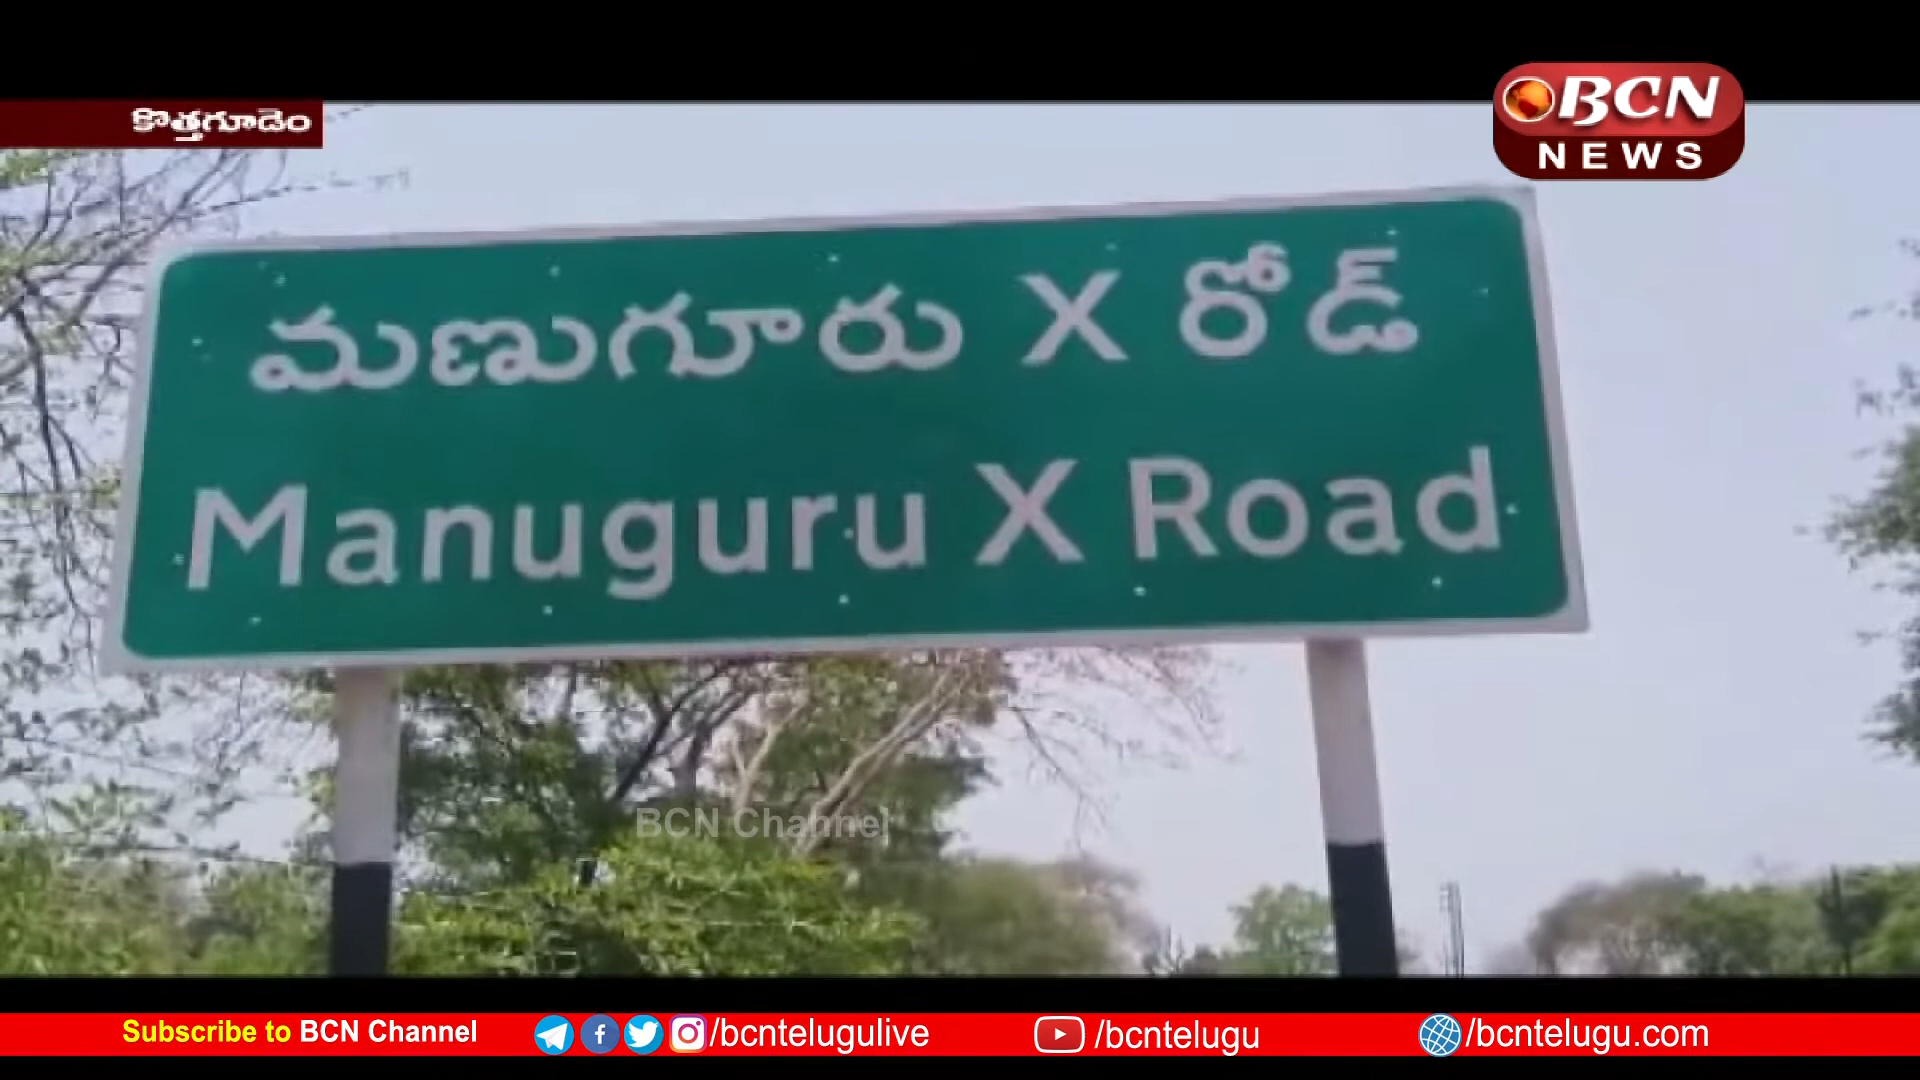 కొత్తగూడెం
BCN
NEWS
మణుగూరు X రోడ్
Manuguru X Road
BCN Channel
Subscribe to BCN Channel
/bcntelugulive
/bcntelugu
/bcntelugu.com